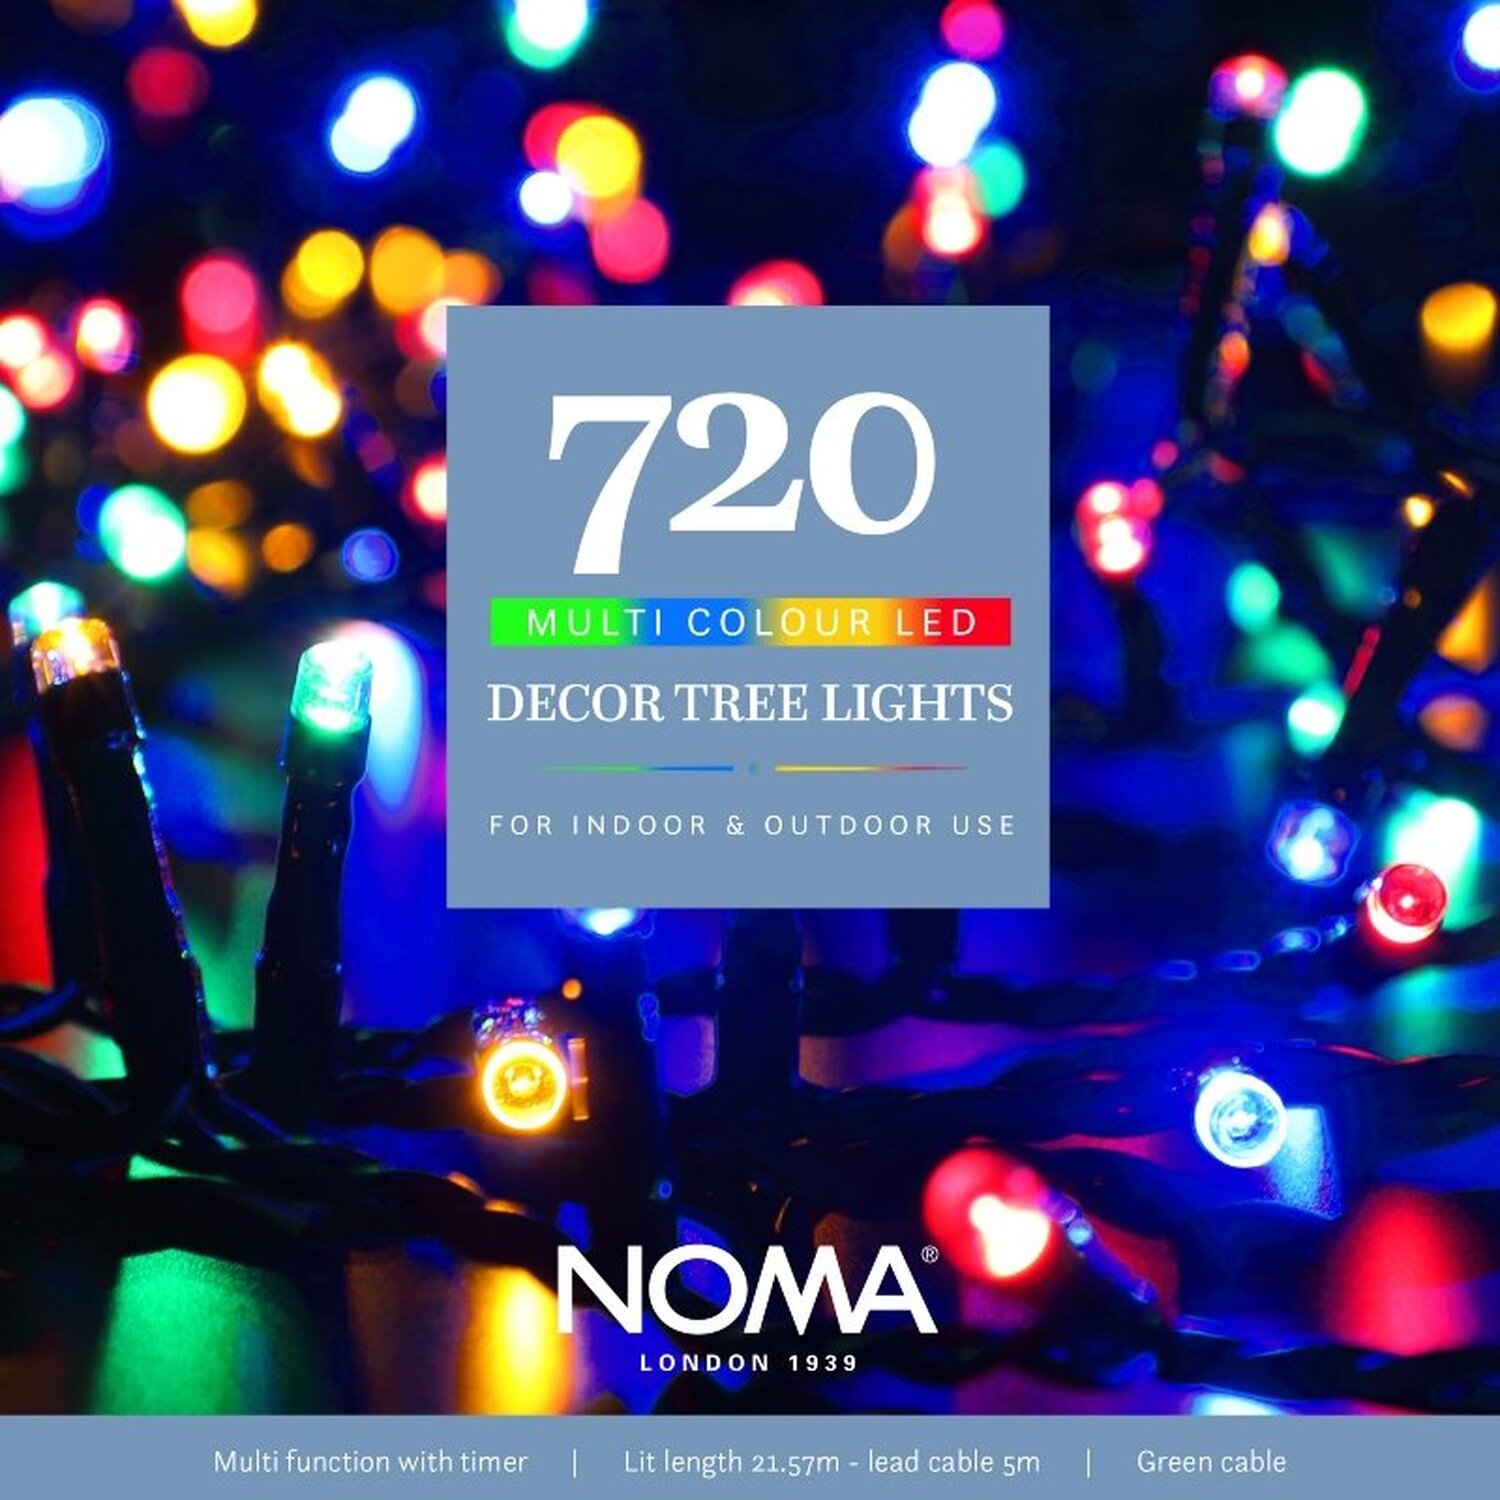 720
MULTI COLOUR LED
DECOR TREE LIGHTS
FOR INDOOR & OUTDOOR USE
NOMA®
LONDON 1939
Multi function with timer | Lit length 21.57m - lead cable 5m | Green cable